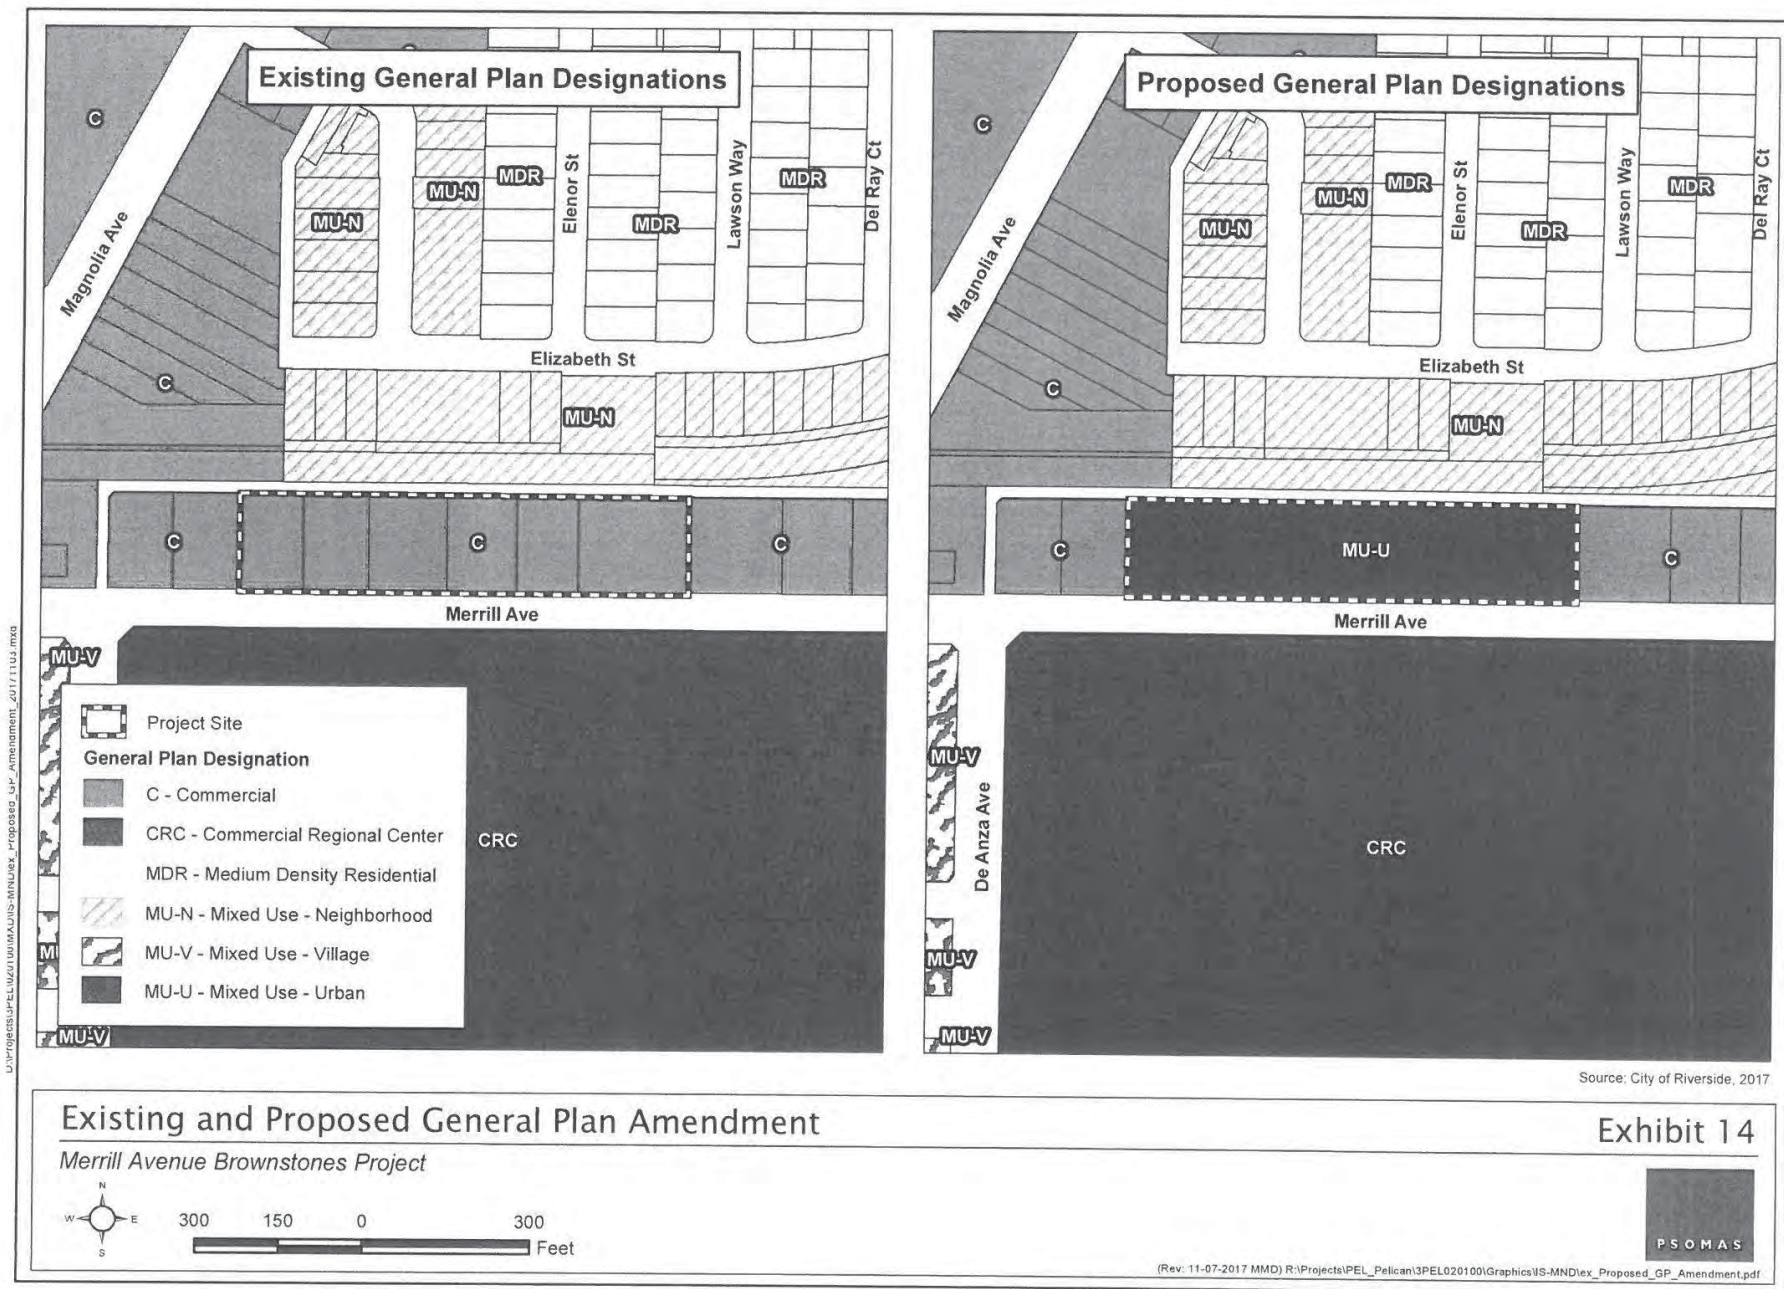 Existing General Plan Designations
C
C
Magnolia Ave
MU-N
MU-N
MDR
Elenor St
MDR
Lawson Way
MDR
Del Ray Ct
Elizabeth St
C
MU-N
C
C
C
Merrill Ave
MU-V
Project Site
General Plan Designation
C - Commercial
CRC - Commercial Regional Center
MDR - Medium Density Residential
MU-N - Mixed Use - Neighborhood
MU-V - Mixed Use - Village
MU-U - Mixed Use - Urban
CRC
MU-V
Proposed General Plan Designations
C
Magnolia Ave
MU-N
MU-N
MDR
Elenor St
MDR
Lawson Way
MDR
Del Ray Ct
Elizabeth St
C
MU-N
C
MU-U
C
Merrill Ave
MU-V
De Anza Ave
CRC
MU-V
MU-V
Source: City of Riverside, 2017
Existing and Proposed General Plan Amendment
Exhibit 14
Merrill Avenue Brownstones Project
N
W E
S
300 150 0 300
Feet
PSOMAS
(Rev: 11-07-2017 MMD) R:\Projects\PEL_Pelican\3PEL020100\Graphics\IS-MND\ex_Proposed_GP_Amendment.pdf